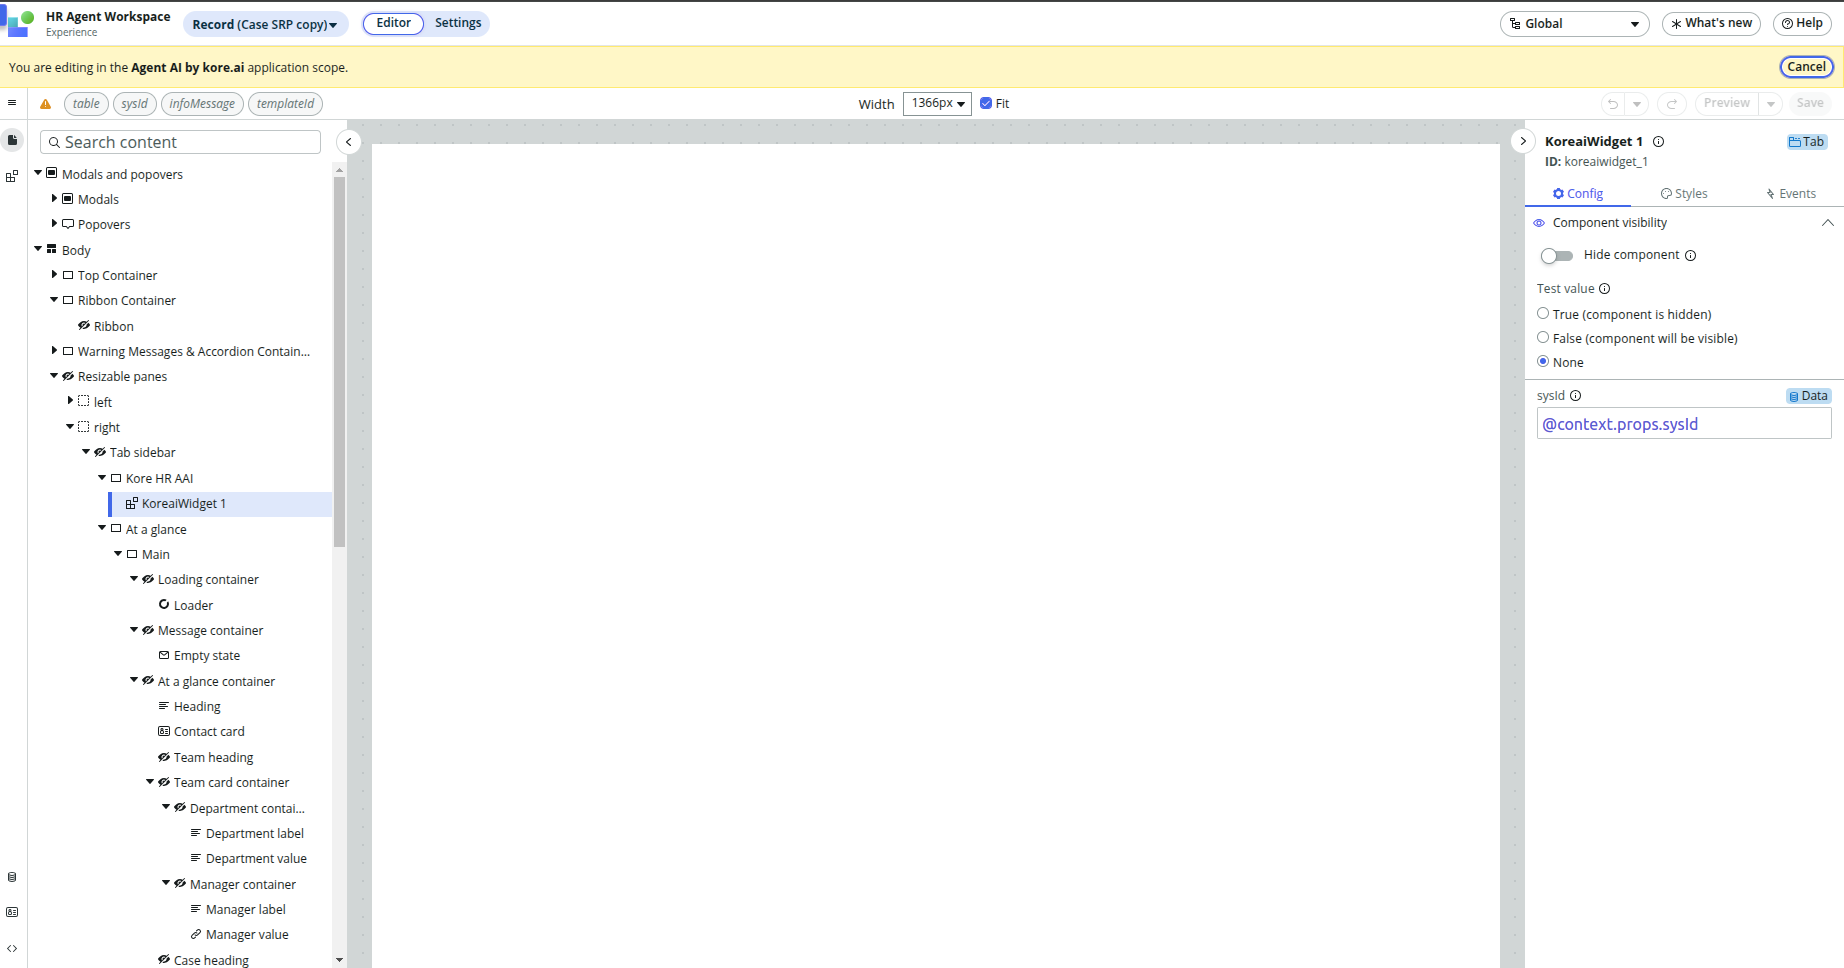 HR Agent Workspace
Experience
Record (Case SRP copy)
Editor
Settings
Global
What's new
Help
You are editing in the Agent AI by kore.ai application scope.
Cancel
table
sysId
infoMessage
templateId
Width
1366px
Fit
Preview
Save
Search content
Modals and popovers
Modals
Popovers
Body
Top Container
Ribbon Container
Ribbon
Warning Messages & Accordion Contain...
Resizable panes
left
right
Tab sidebar
Kore HR AAI
KoreaiWidget 1
At a glance
Main
Loading container
Loader
Message container
Empty state
At a glance container
Heading
Contact card
Team heading
Team card container
Department contai...
Department label
Department value
Manager container
Manager label
Manager value
Case heading
KoreaiWidget 1
Tab
ID: koreaiwidget_1
Config
Styles
Events
Component visibility
Hide component
Test value
True (component is hidden)
False (component will be visible)
None
sysId
Data
@context.props.sysId